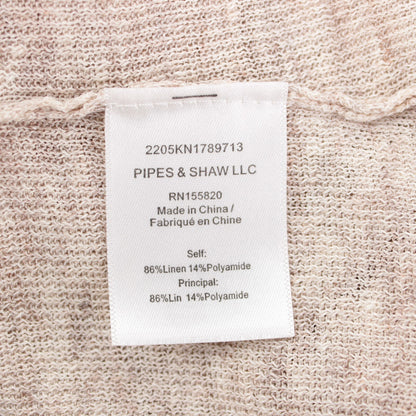 2205KN1789713
PIPES & SHAW LLC
RN155820
Made in China /
Fabriqué en Chine
Self:
86%Linen 14%Polyamide
Principal:
86%Lin 14%Polyamide